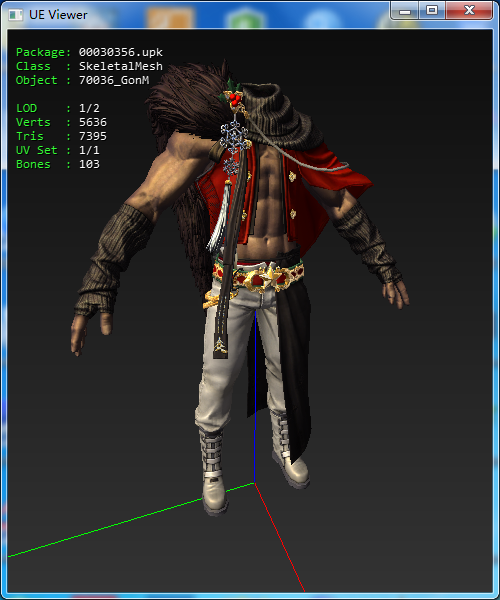 UE Viewer
Package: 00030356.upk
Class : SkeletalMesh
Object : 70036_GonM
LOD : 1/2
Verts : 5636
Tris : 7395
UV Set : 1/1
Bones : 103